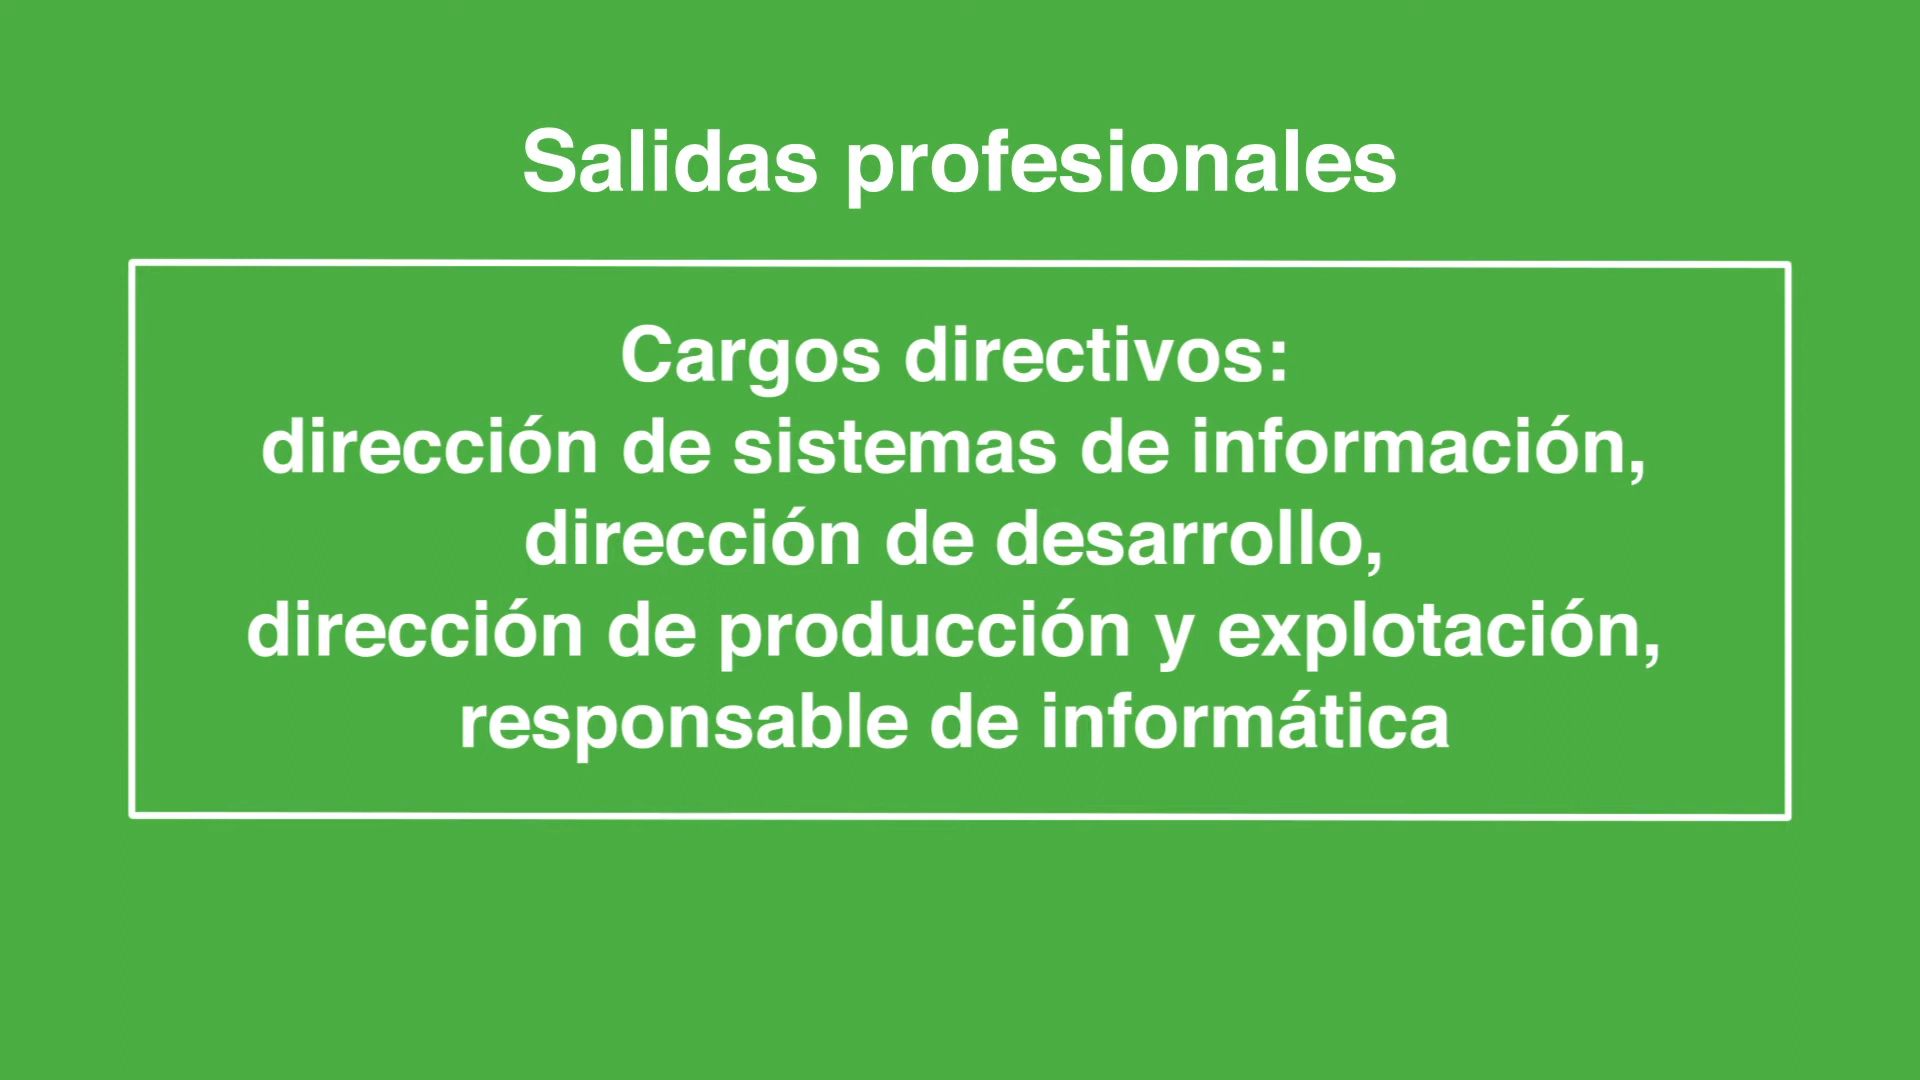 Salidas profesionales
Cargos directivos:
dirección de sistemas de información,
dirección de desarrollo,
dirección de producción y explotación,
responsable de informática